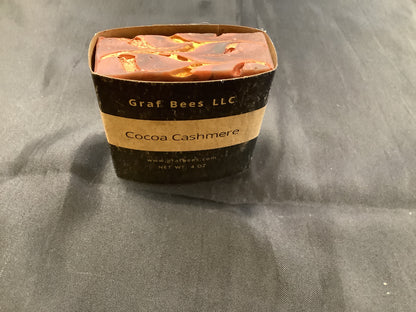 Graf Bees LLC
Cocoa Cashmere
www.grafbees.com
NET WT. 4 OZ